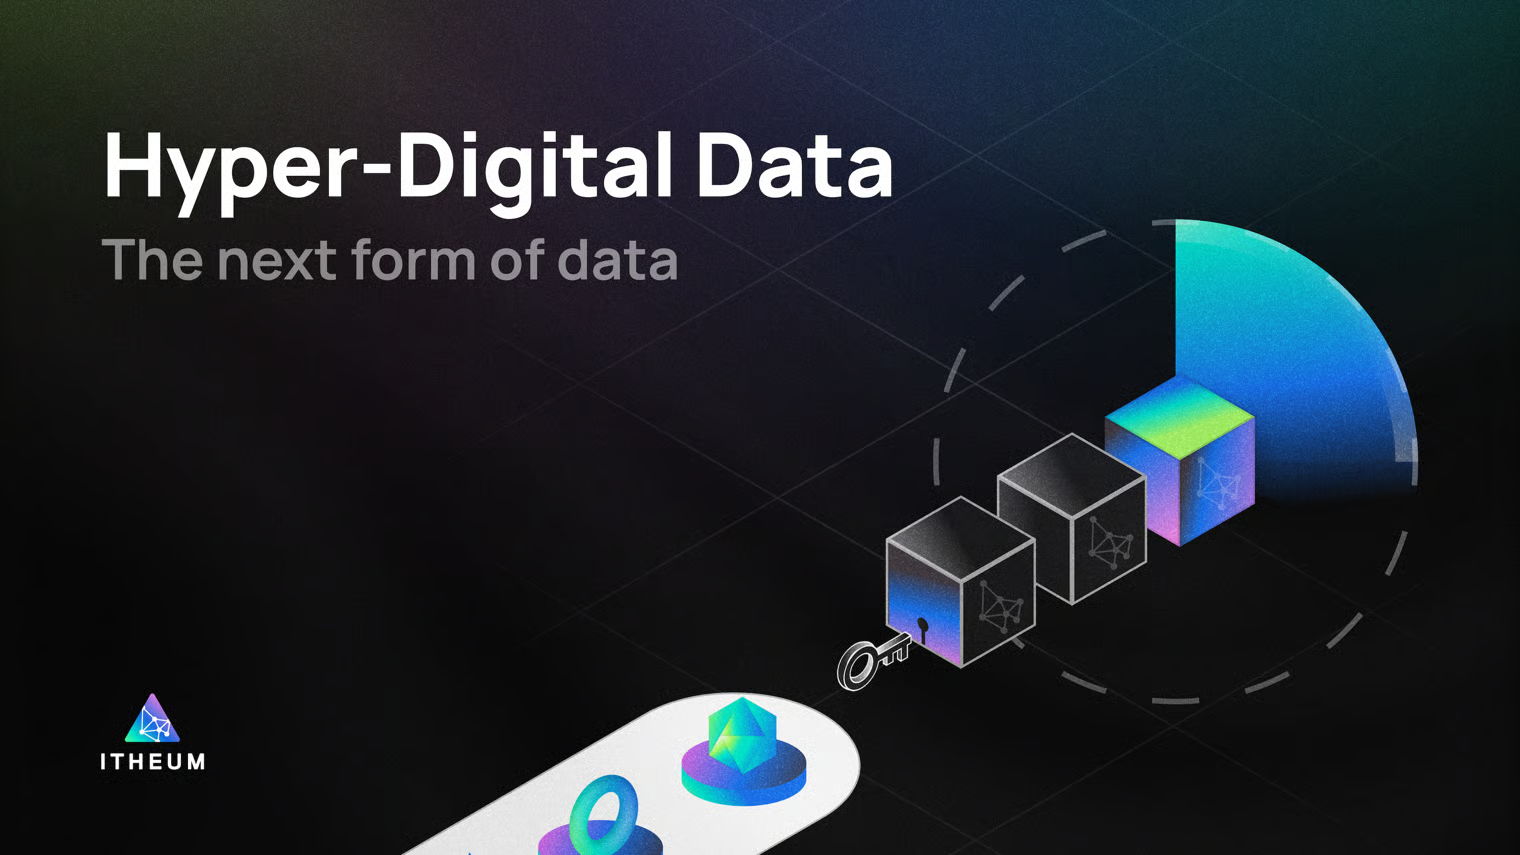 Hyper-Digital Data
The next form of data
ITHEUM